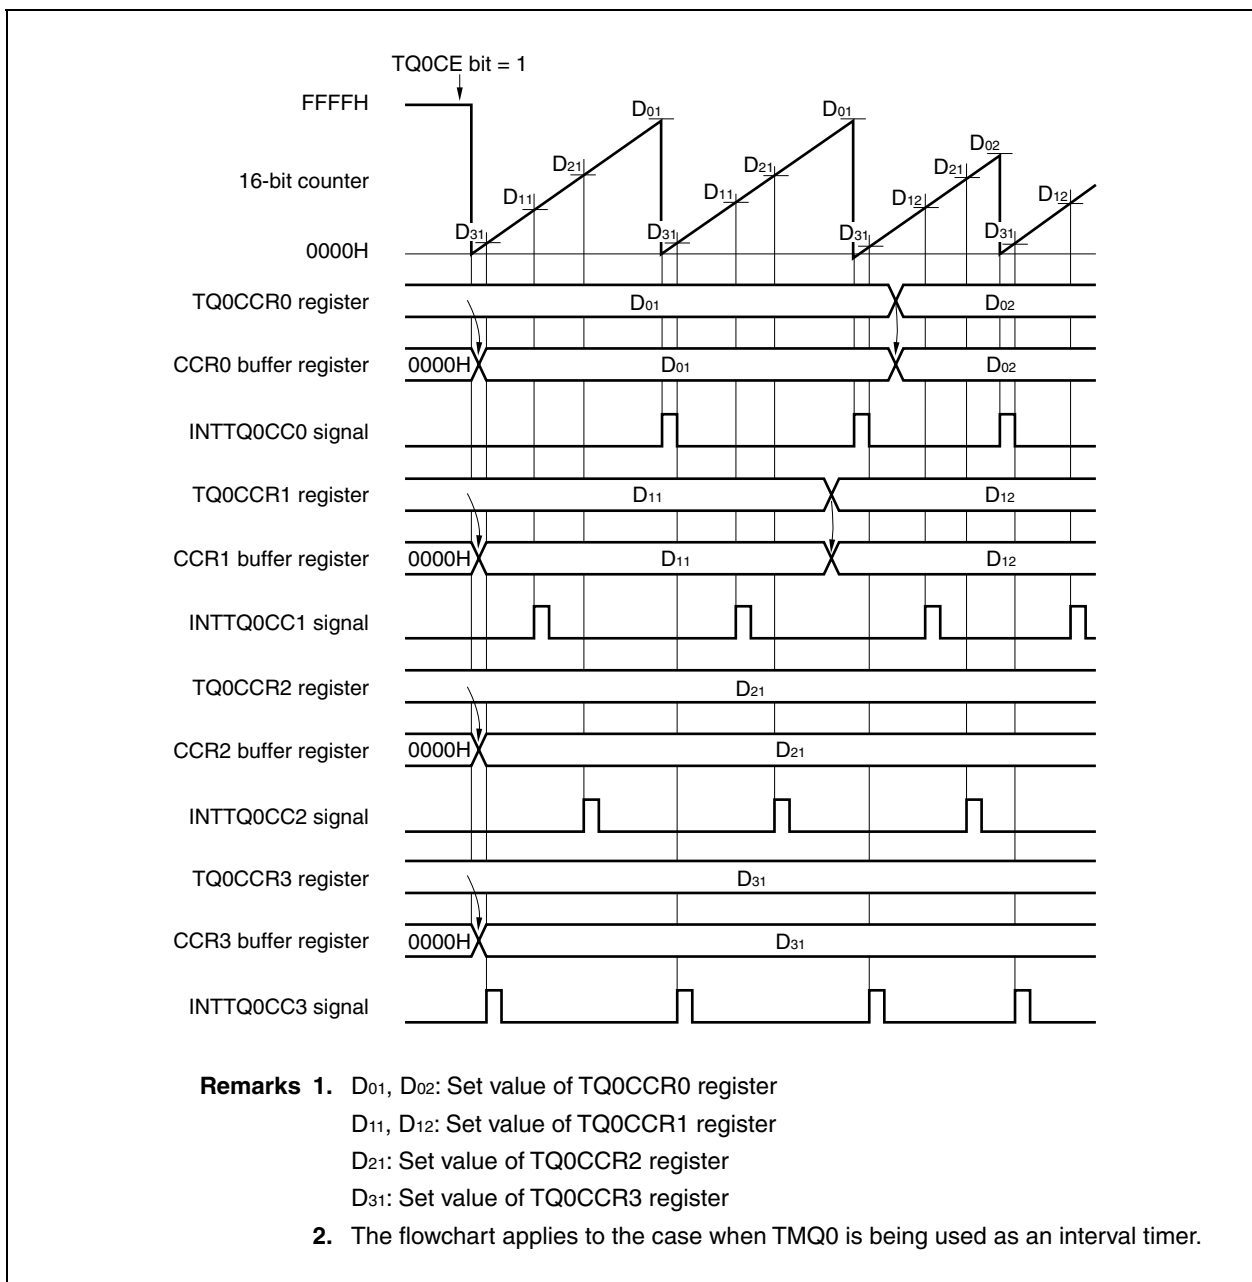 TQ0CE bit = 1
FFFFH
D01 D01
D02
D21 D21 D21
16-bit counter
D11 D11 D12 D12
D31 D31 D31 D31
0000H
TQ0CCR0 register D01 D02
CCR0 buffer register 0000H D01 D02
INTTQ0CC0 signal
TQ0CCR1 register D11 D12
CCR1 buffer register 0000H D11 D12
INTTQ0CC1 signal
TQ0CCR2 register D21
CCR2 buffer register 0000H D21
INTTQ0CC2 signal
TQ0CCR3 register D31
CCR3 buffer register 0000H D31
INTTQ0CC3 signal
Remarks 1. D01, D02: Set value of TQ0CCR0 register
D11, D12: Set value of TQ0CCR1 register
D21: Set value of TQ0CCR2 register
D31: Set value of TQ0CCR3 register
2. The flowchart applies to the case when TMQ0 is being used as an interval timer.